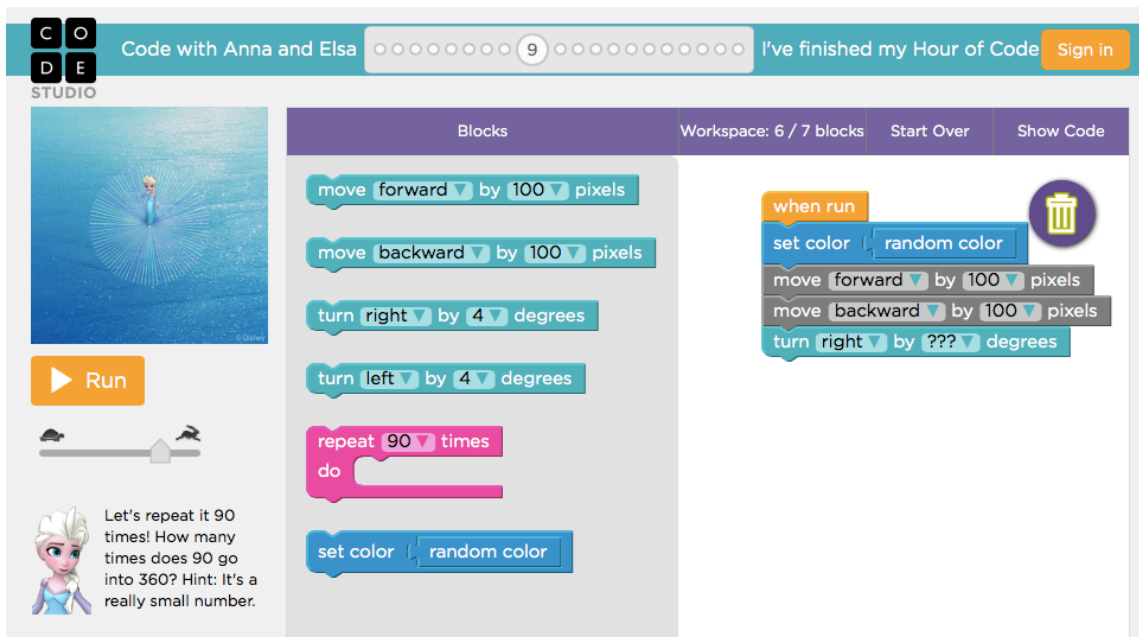 C O
D E
STUDIO
Code with Anna and Elsa
9
I've finished my Hour of Code
Sign in
Blocks
Workspace: 6 / 7 blocks
Start Over
Show Code
© Disney
move forward by 100 pixels
move backward by 100 pixels
turn right by 4 degrees
turn left by 4 degrees
repeat 90 times
do
set color random color
when run
set color random color
move forward by 100 pixels
move backward by 100 pixels
turn right by ??? degrees
Run
Let's repeat it 90
times! How many
times does 90 go
into 360? Hint: It's a
really small number.